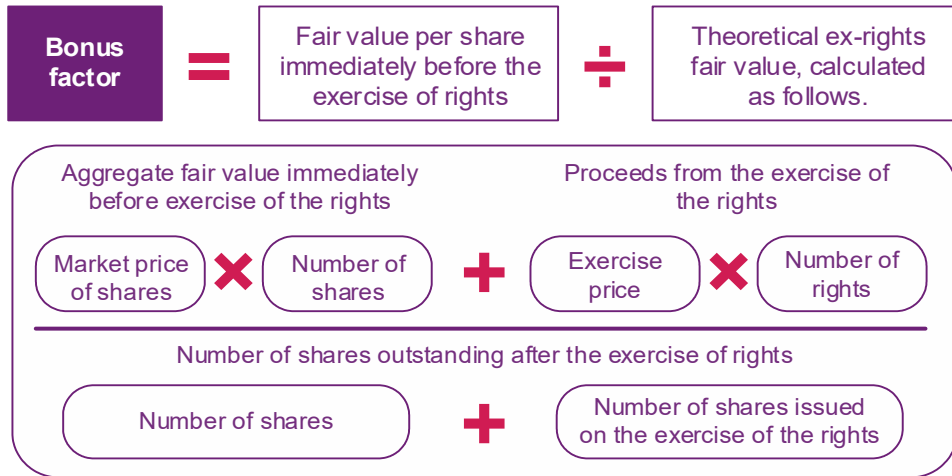 Bonus
factor
=
Fair value per share
immediately before the
exercise of rights
÷
Theoretical ex-rights
fair value, calculated
as follows.
Aggregate fair value immediately
before exercise of the rights
Proceeds from the exercise of
the rights
Market price
of shares
×
Number of
shares
+
Exercise
price
×
Number of
rights
Number of shares outstanding after the exercise of rights
Number of shares
+
Number of shares issued
on the exercise of the rights